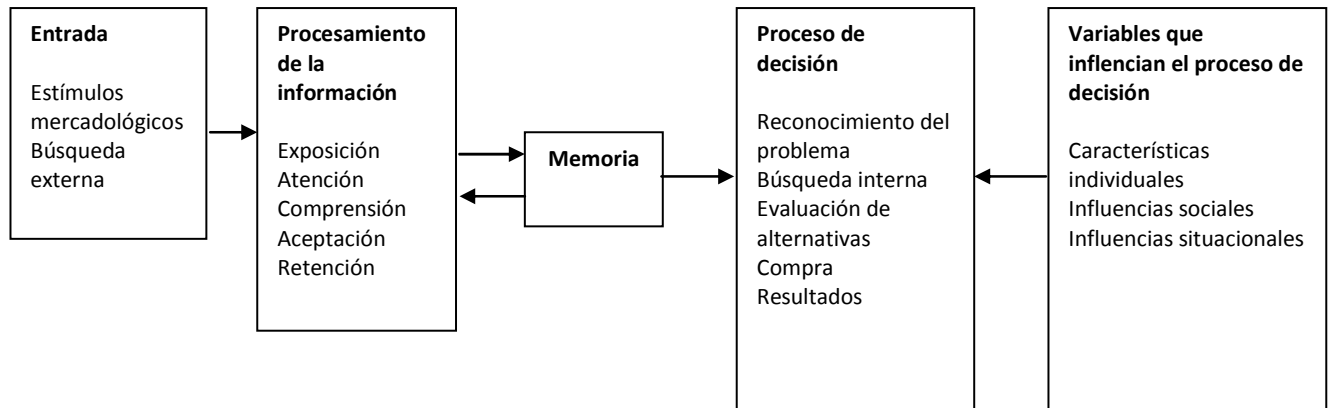 Entrada
Estímulos
mercadológicos
Búsqueda
externa
Procesamiento
de la
información
Exposición
Atención
Comprensión
Aceptación
Retención
Memoria
Proceso de
decisión
Reconocimiento del
problema
Búsqueda interna
Evaluación de
alternativas
Compra
Resultados
Variables que
inflencian el proceso de
decisión
Características
individuales
Influencias sociales
Influencias situacionales